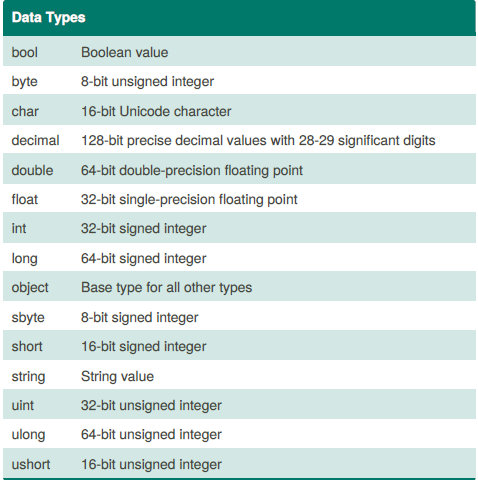 Data Types
bool Boolean value
byte 8-bit unsigned integer
char 16-bit Unicode character
decimal 128-bit precise decimal values with 28-29 significant digits
double 64-bit double-precision floating point
float 32-bit single-precision floating point
int 32-bit signed integer
long 64-bit signed integer
object Base type for all other types
sbyte 8-bit signed integer
short 16-bit signed integer
string String value
uint 32-bit unsigned integer
ulong 64-bit unsigned integer
ushort 16-bit unsigned integer